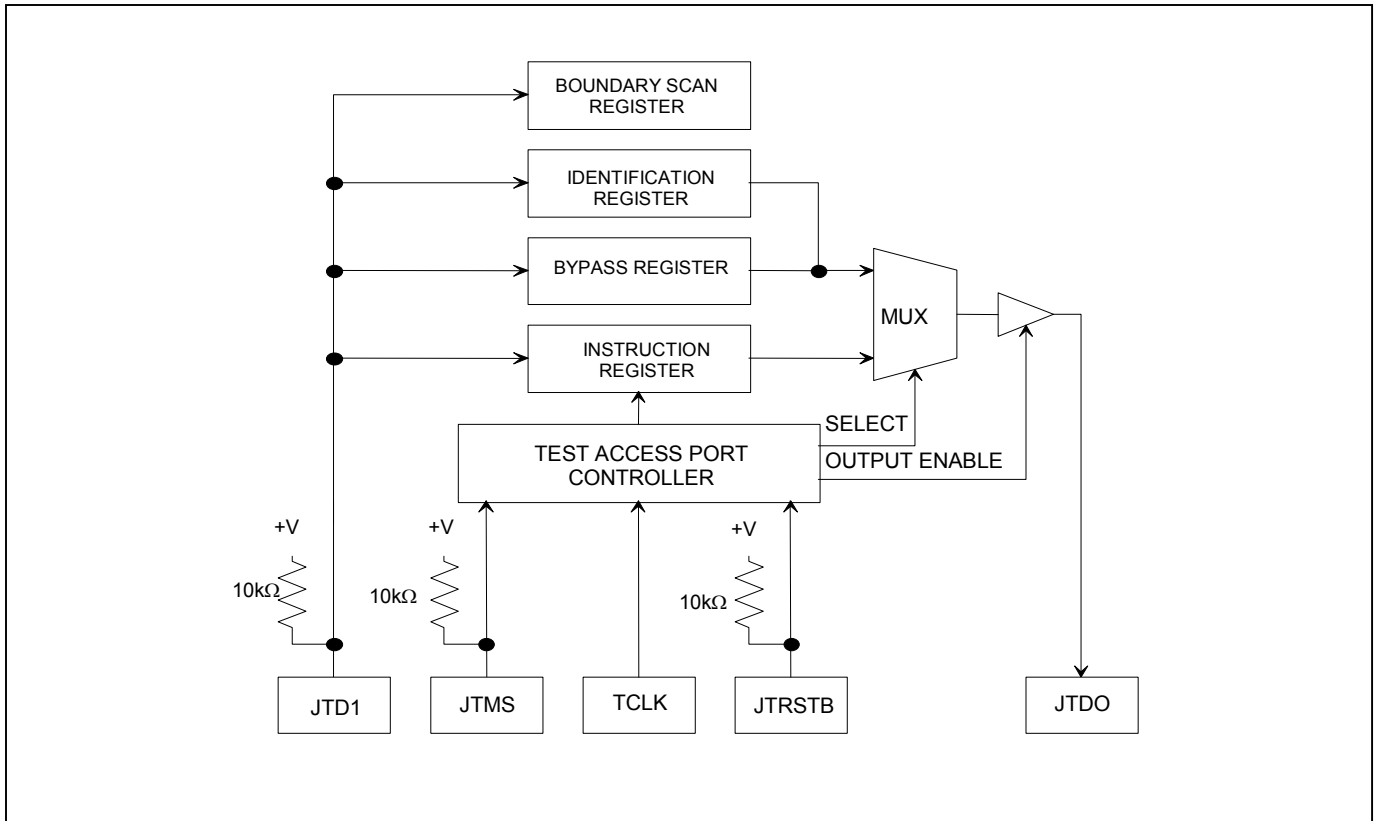 BOUNDARY SCAN
REGISTER
IDENTIFICATION
REGISTER
BYPASS REGISTER
MUX
INSTRUCTION
REGISTER
SELECT
TEST ACCESS PORT
CONTROLLER
OUTPUT ENABLE
+V
+V
+V
10kΩ
10kΩ
10kΩ
JTD1
JTMS
TCLK
JTRSTB
JTDO